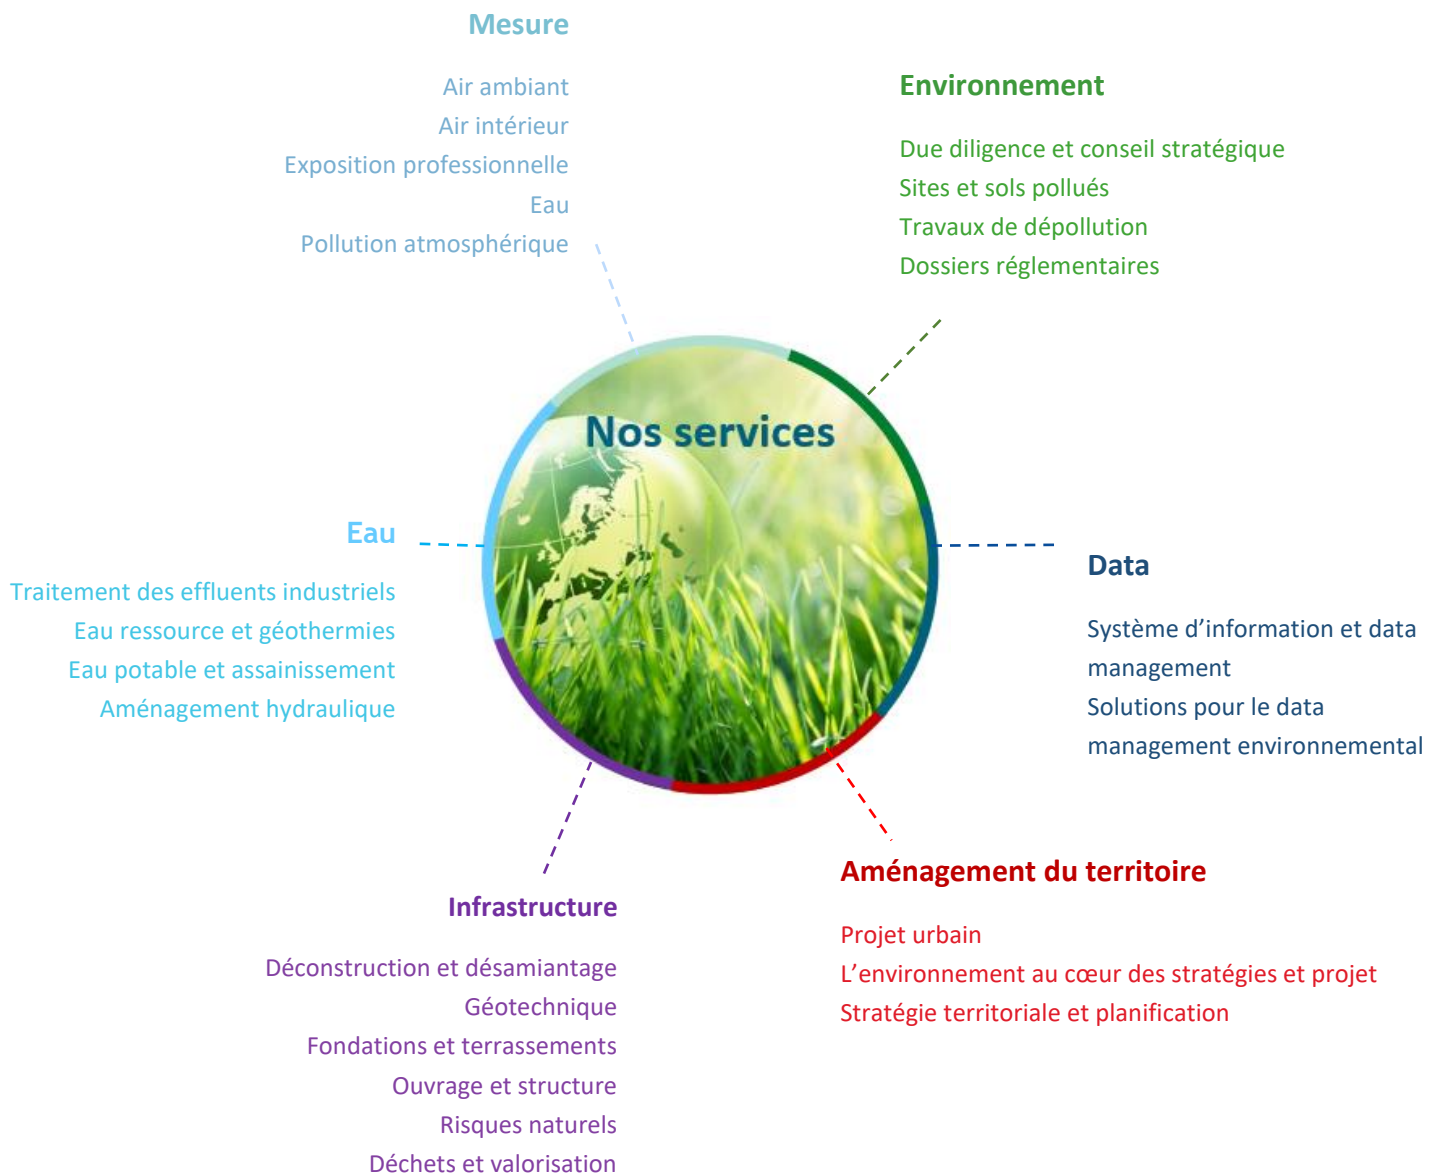 Mesure
Air ambiant
Air intérieur
Exposition professionnelle
Eau
Pollution atmosphérique
Environnement
Due diligence et conseil stratégique
Sites et sols pollués
Travaux de dépollution
Dossiers réglementaires
Nos services
Eau
Traitement des effluents industriels
Eau ressource et géothermies
Eau potable et assainissement
Aménagement hydraulique
Data
Système d’information et data
management
Solutions pour le data
management environnemental
Infrastructure
Déconstruction et désamiantage
Géotechnique
Fondations et terrassements
Ouvrage et structure
Risques naturels
Déchets et valorisation
Aménagement du territoire
Projet urbain
L’environnement au cœur des stratégies et projet
Stratégie territoriale et planification